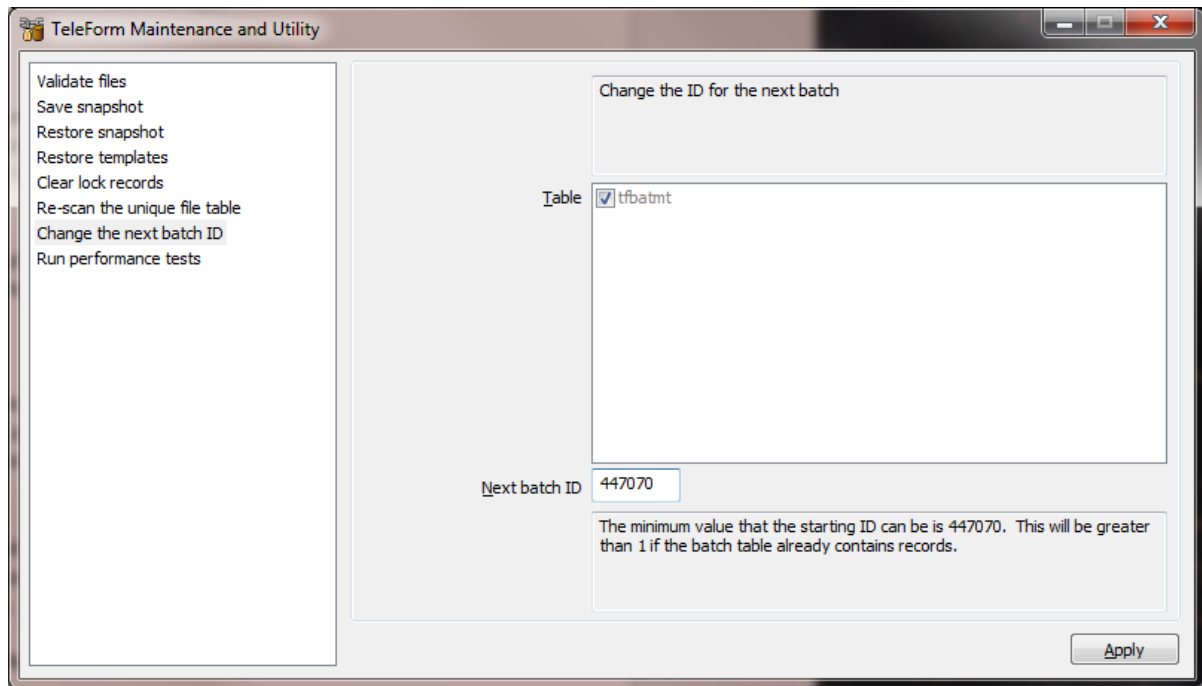 TeleForm Maintenance and Utility
Validate files
Save snapshot
Restore snapshot
Restore templates
Clear lock records
Re-scan the unique file table
Change the next batch ID
Run performance tests
Change the ID for the next batch
Table
tfbatmt
Next batch ID
447070
The minimum value that the starting ID can be is 447070. This will be greater
than 1 if the batch table already contains records.
Apply